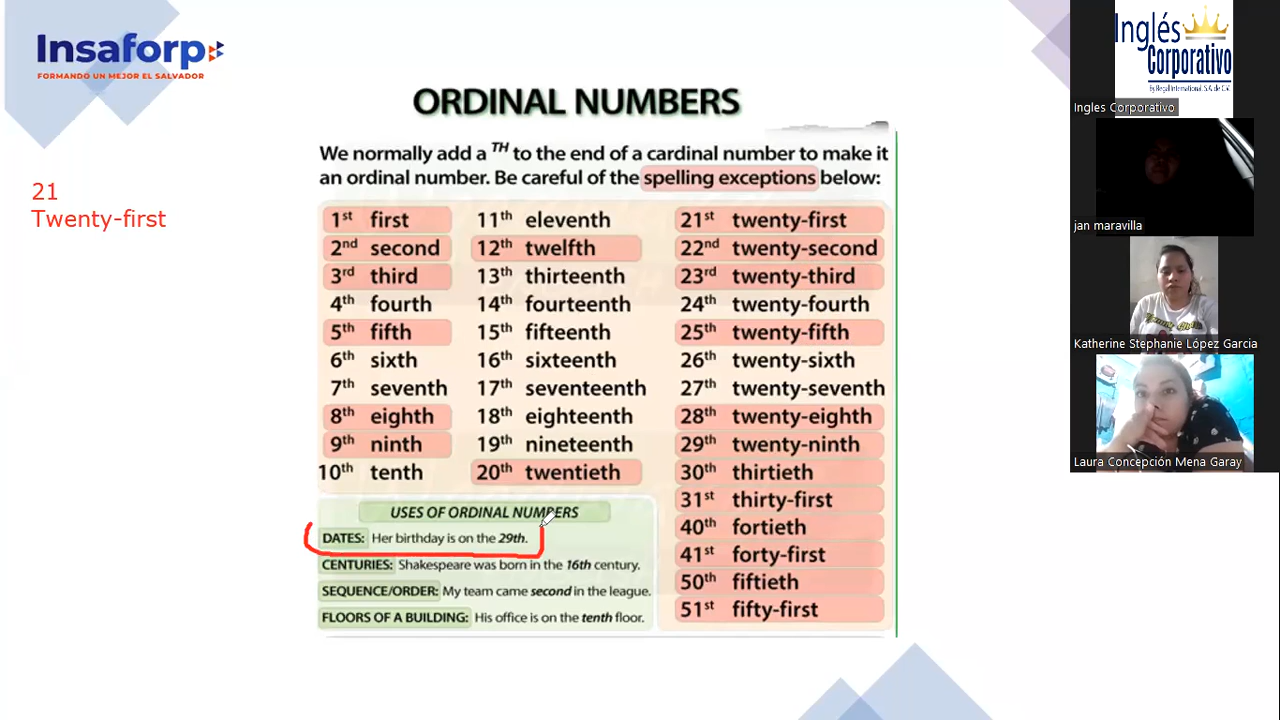 Insaforp
FORMANDO UN MEJOR EL SALVADOR
21
Twenty-first
ORDINAL NUMBERS
We normally add a TH to the end of a cardinal number to make it
an ordinal number. Be careful of the spelling exceptions below:
1st first
2nd second
3rd third
4th fourth
5th fifth
6th sixth
7th seventh
8th eighth
9th ninth
10th tenth
11th eleventh
12th twelfth
13th thirteenth
14th fourteenth
15th fifteenth
16th sixteenth
17th seventeenth
18th eighteenth
19th nineteenth
20th twentieth
21st twenty-first
22nd twenty-second
23rd twenty-third
24th twenty-fourth
25th twenty-fifth
26th twenty-sixth
27th twenty-seventh
28th twenty-eighth
29th twenty-ninth
30th thirtieth
31st thirty-first
40th fortieth
41st forty-first
50th fiftieth
51st fifty-first
USES OF ORDINAL NUMBERS
DATES: Her birthday is on the 29th.
CENTURIES: Shakespeare was born in the 16th century.
SEQUENCE/ORDER: My team came second in the league.
FLOORS OF A BUILDING: His office is on the tenth floor.
Inglés
Corporativo
By Regal International, S.A. de C.V.
Ingles Corporativo
jan maravilla
Katherine Stephanie López Garcia
Laura Concepción Mena Garay